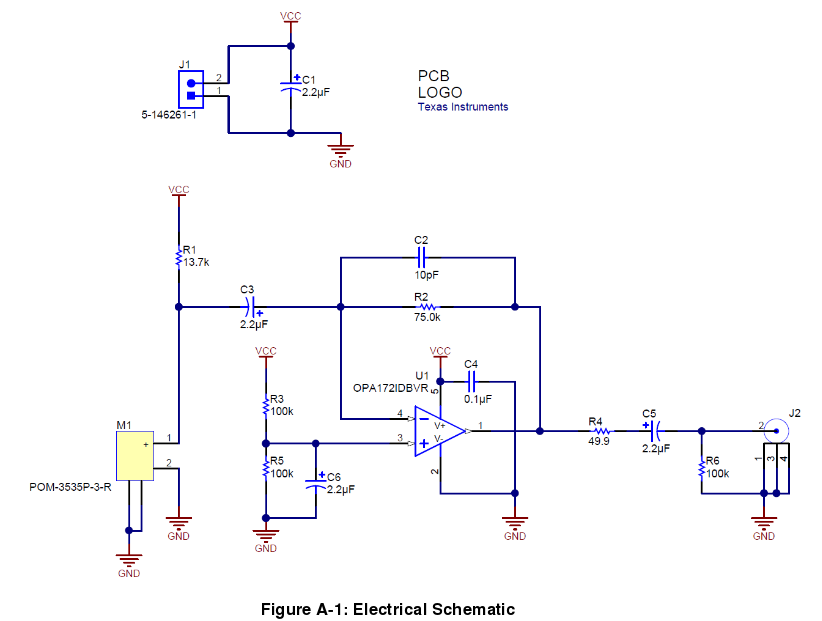 VCC
J1
2
1
5-146261-1
+
C1
2.2µF
GND
PCB
LOGO
Texas Instruments
VCC
R1
13.7k
C3
+
2.2µF
C2
10pF
R2
75.0k
VCC
R3
100k
R5
100k
+
C6
2.2µF
GND
VCC
U1
OPA172IDBVR
5
C4
0.1µF
4
3
V+
V-
1
2
GND
M1
+
1
2
POM-3535P-3-R
GND
GND
R4
49.9
C5
+
2.2µF
R6
100k
J2
2
1
3
4
GND
Figure A-1: Electrical Schematic